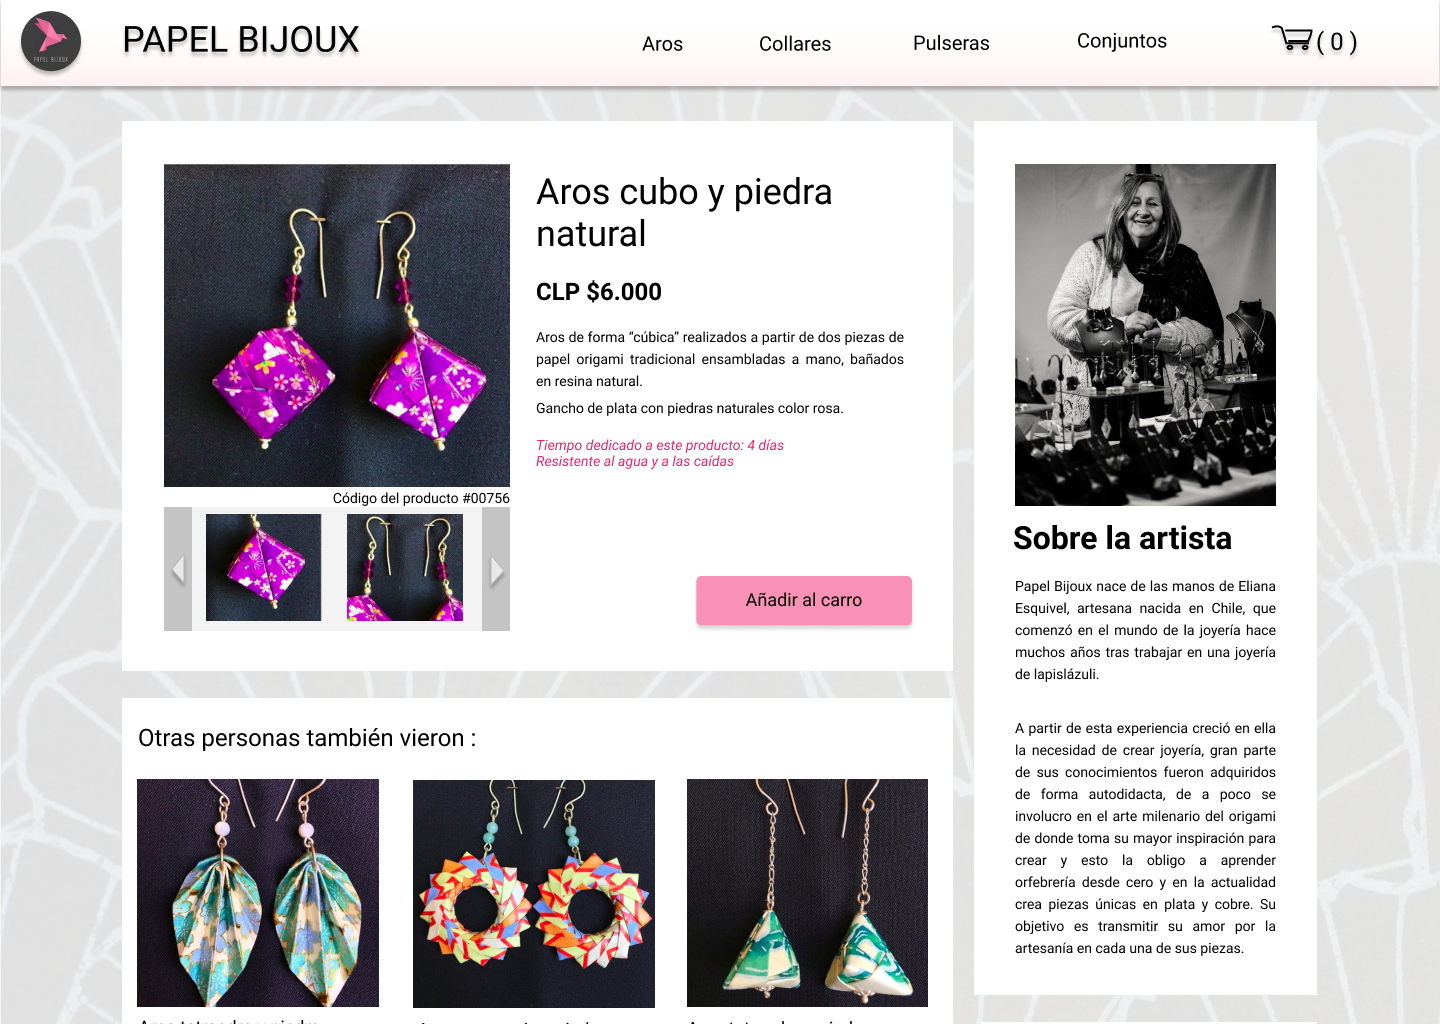 PAPEL BIJOUX
PAPEL BIJOUX
Aros
Collares
Pulseras
Conjuntos
( 0 )
Aros cubo y piedra
natural
CLP $6.000
Aros de forma “cúbica” realizados a partir de dos piezas de
papel origami tradicional ensambladas a mano, bañados
en resina natural.
Gancho de plata con piedras naturales color rosa.
Tiempo dedicado a este producto: 4 días
Resistente al agua y a las caídas
Código del producto #00756
Añadir al carro
Otras personas también vieron :
Sobre la artista
Papel Bijoux nace de las manos de Eliana
Esquivel, artesana nacida en Chile, que
comenzó en el mundo de la joyería hace
muchos años tras trabajar en una joyería
de lapislázuli.
A partir de esta experiencia creció en ella
la necesidad de crear joyería, gran parte
de sus conocimientos fueron adquiridos
de forma autodidacta, de a poco se
involucro en el arte milenario del origami
de donde toma su mayor inspiración para
crear y esto la obligo a aprender
orfebrería desde cero y en la actualidad
crea piezas únicas en plata y cobre. Su
objetivo es transmitir su amor por la
artesanía en cada una de sus piezas.